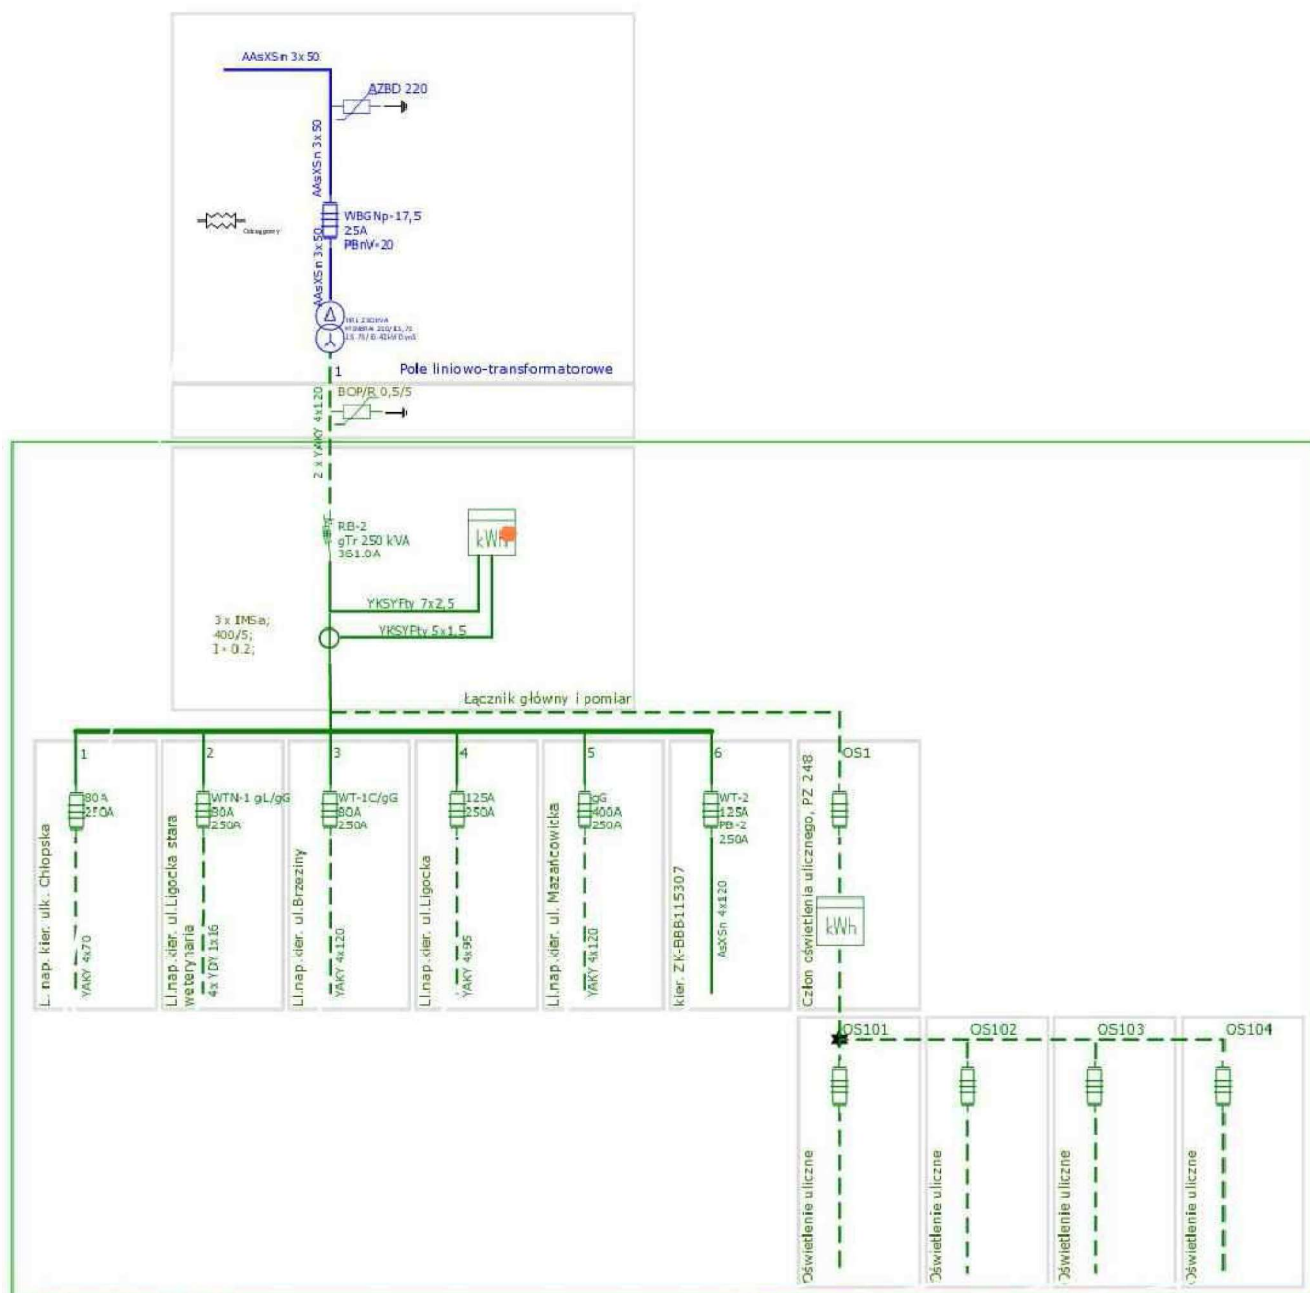 AAsXSn 3x50
AZBD 220
AAsXSn 3x50
WBGNp-17,5
25A
PBnV-20
AAsXSn 3x50
1
Pole liniowo-transformatorowe
BOP/R 0,5/5
2 x YAKY 4x120
RB-2
gTr 250 kVA
361.0A
kWh
YKSYFty 7x2,5
3 x IMSa;
400/5;
I - 0.2;
YKSYFty 5x1,5
Łącznik główny i pomiar
1
80A
250A
L. nap. kier. ulk. Chłopska
YAKY 4x70
2
WTN-1 gL/gG
80A
250A
LI.nap.kier. ul.Ligocka stara
weterynaria
4x YDY 1x16
3
WT-1C/gG
80A
250A
LI.nap.kier. ul.Brzeziny
YAKY 4x120
4
125A
250A
LI.nap.kier. ul.Ligocka
YAKY 4x95
5
gG
400A
250A
LI.nap.kier. ul. Mazańcowicka
YAKY 4x120
6
WT-2
125A
PB-2
250A
kier. ZK-BBB115307
AsXSn 4x120
OS1
Człon oświetlenia ulicznego, PZ 248
kWh
OS101
Oświetlenie uliczne
OS102
Oświetlenie uliczne
OS103
Oświetlenie uliczne
OS104
Oświetlenie uliczne